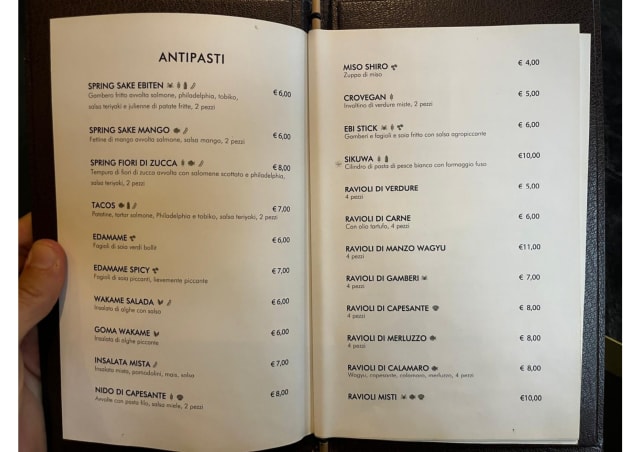 ANTIPASTI
SPRING SAKE EBITEN € 6,00
Gambero fritto avvolto salmone, philadelphia, tobiko,
salsa teriyaki e julienne di patate fritte, 2 pezzi
SPRING SAKE MANGO € 6,00
Fettine di mango avvolto salmone, salsa mango, 2 pezzi
SPRING FIORI DI ZUCCA € 8,00
Tempura di fiori di zucca avvolto con salomene scottato e philadelphia,
salsa teriyaki, 2 pezzi
TACOS € 7,00
Patatine, tartar salmone, Philadelphia e tobiko, salsa teriyaki, 2 pezzi
EDAMAME € 6,00
Fagioli di soia verdi bolliti
EDAMAME SPICY € 7,00
Fagioli di soia piccanti, lievemente piccante
WAKAME SALADA € 6,00
Insalata di alghe con salsa
GOMA WAKAME € 6,00
Insalata di alghe piccante
INSALATA MISTA € 7,00
Insalata mista, pomodolini, mais, salsa
NIDO DI CAPESANTE € 8,00
Avvolte con pasta filo, salsa miele, 2 pezzi
MISO SHIRO € 4,00
Zuppa di miso
CROVEGAN € 5,00
Involtino di verdure miste, 2 pezzi
EBI STICK € 6,00
Gamberi e fagioli e soia fritto con salsa agropiccante
SIKUWA €10,00
Cilindro di pasta di pesce bianco con formaggio fuso
RAVIOLI DI VERDURE € 5,00
4 pezzi
RAVIOLI DI CARNE € 6,00
Con olio tartufo, 4 pezzi
RAVIOLI DI MANZO WAGYU €11,00
4 pezzi
RAVIOLI DI GAMBERI € 7,00
4 pezzi
RAVIOLI DI CAPESANTE € 8,00
4 pezzi
RAVIOLI DI MERLUZZO € 8,00
4 pezzi
RAVIOLI DI CALAMARO € 8,00
Wagyu, capesante, calamaro, merluzzo, 4 pezzi
RAVIOLI MISTI €10,00